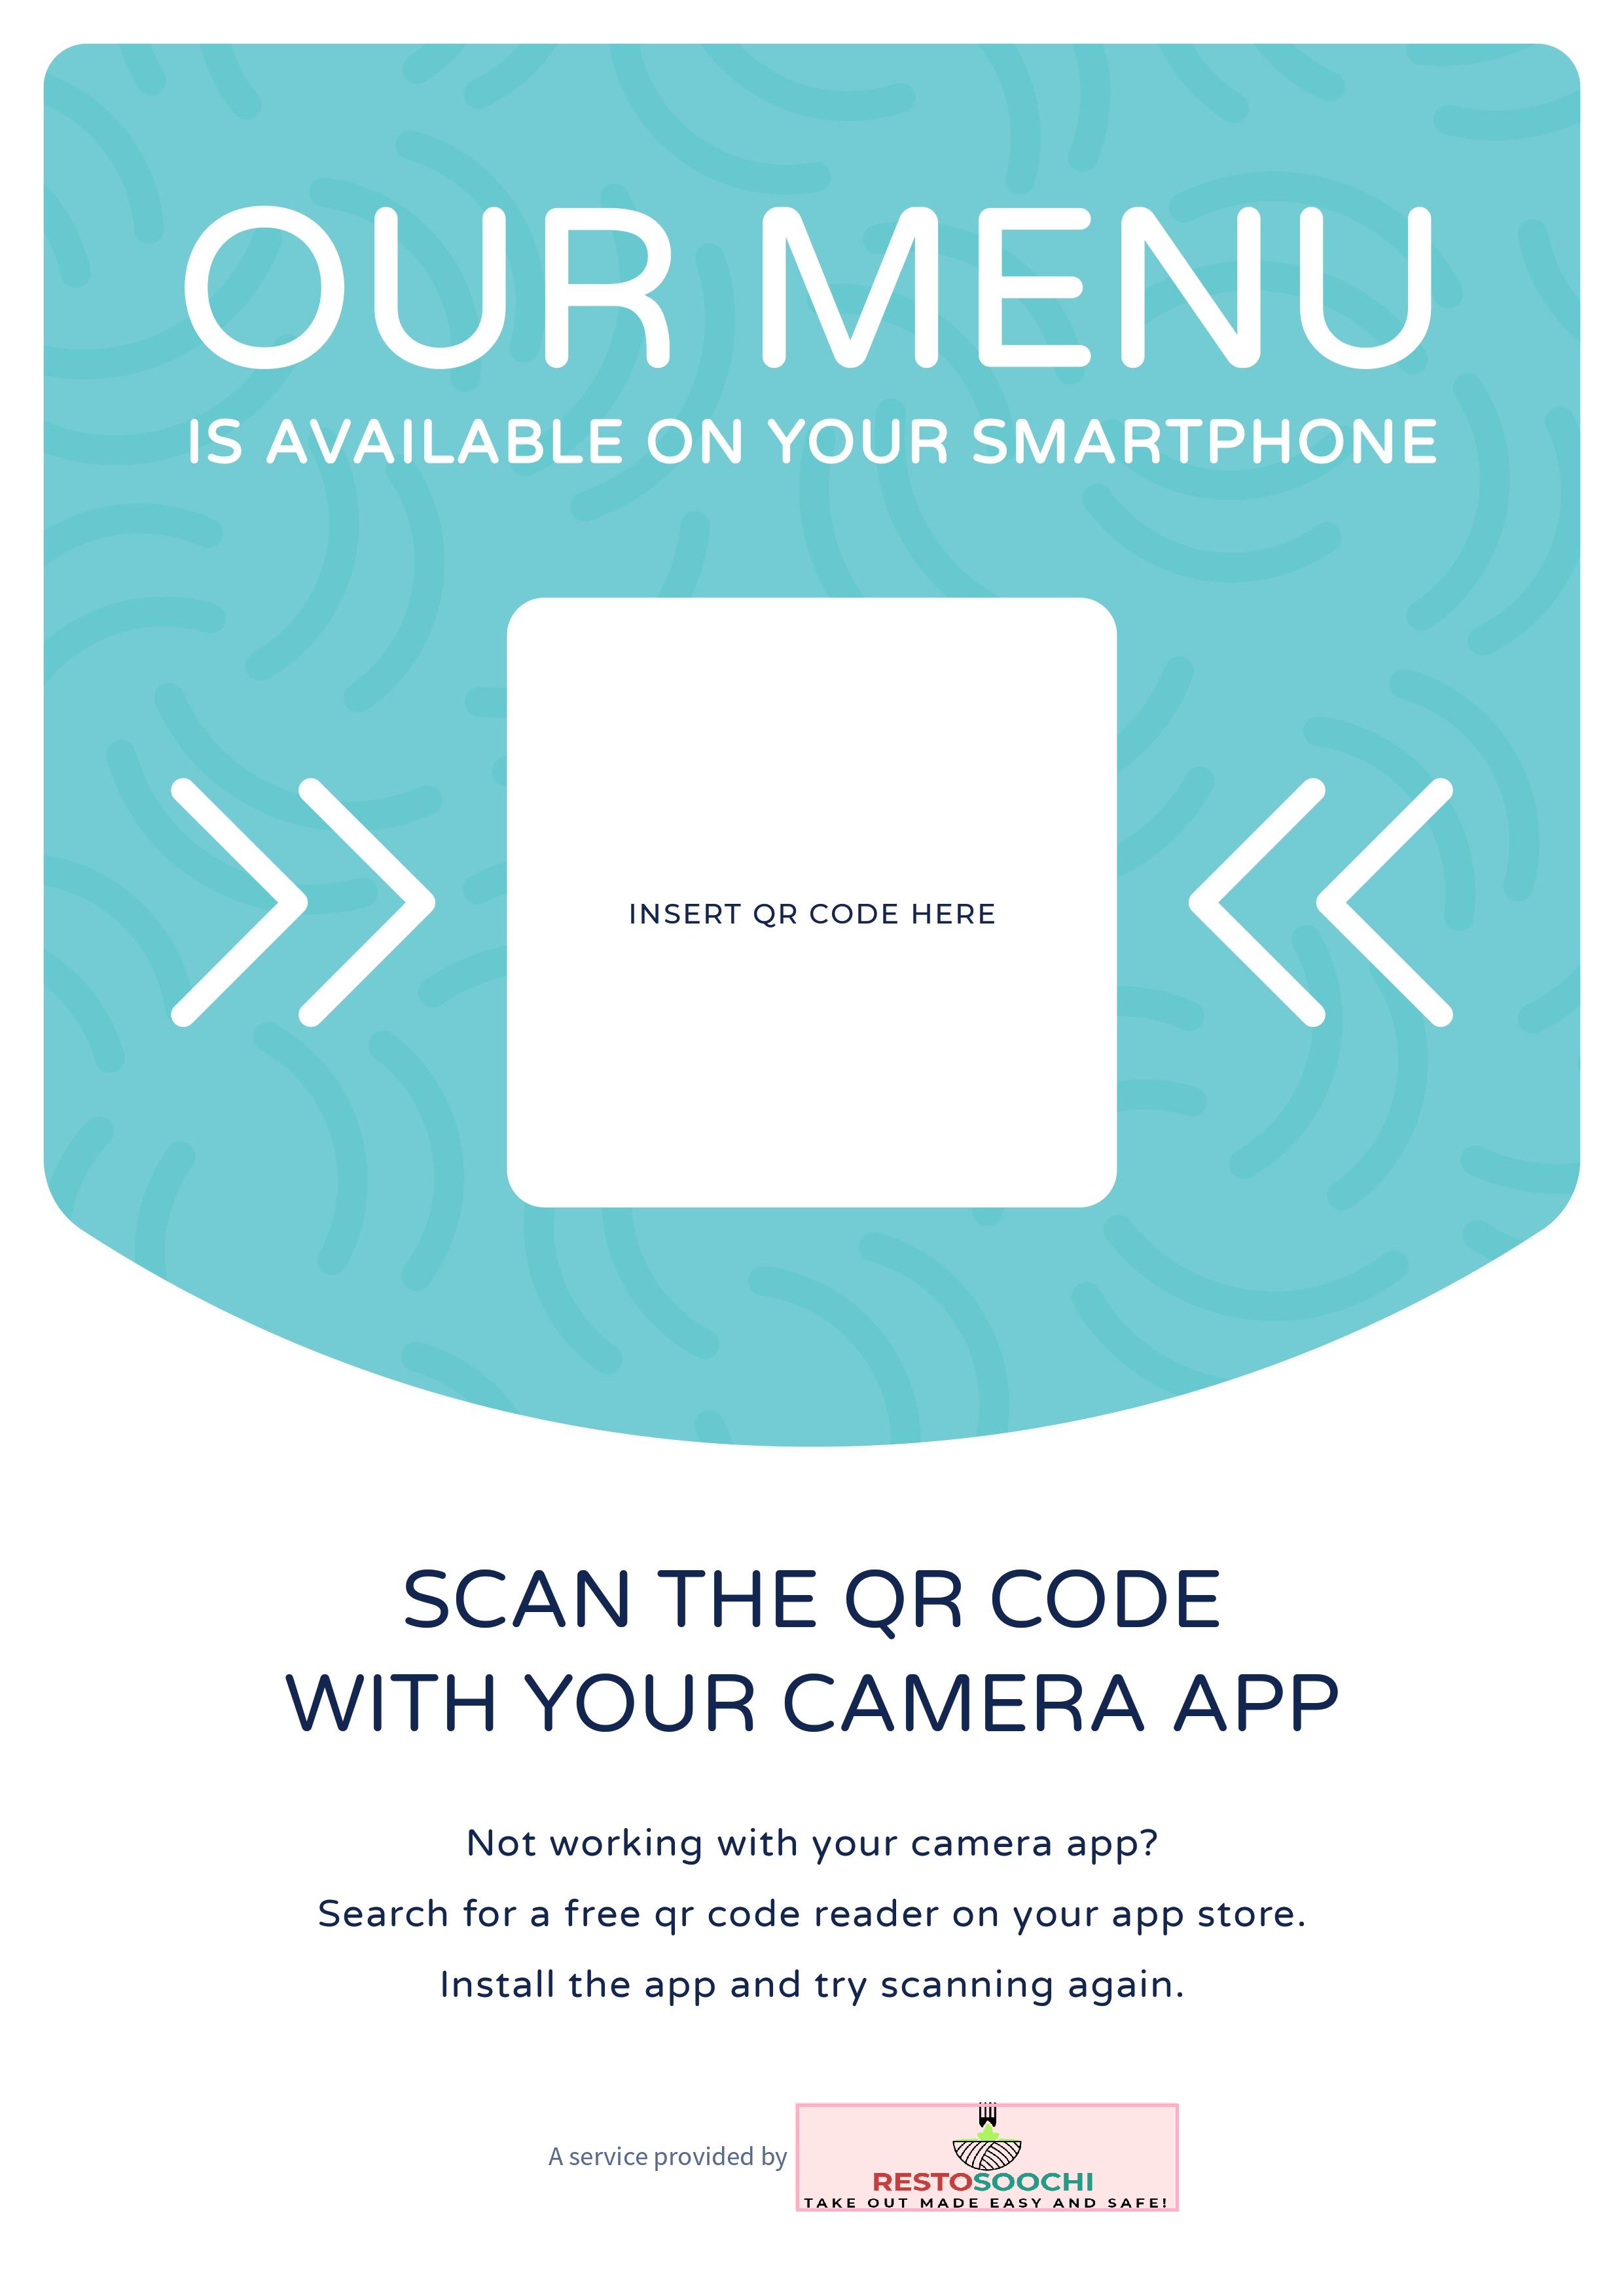 OUR MENU
IS AVAILABLE ON YOUR SMARTPHONE
INSERT QR CODE HERE
SCAN THE QR CODE
WITH YOUR CAMERA APP
Not working with your camera app?
Search for a free qr code reader on your app store.
Install the app and try scanning again.
A service provided by
RESTOSOOCHI
TAKE OUT MADE EASY AND SAFE!